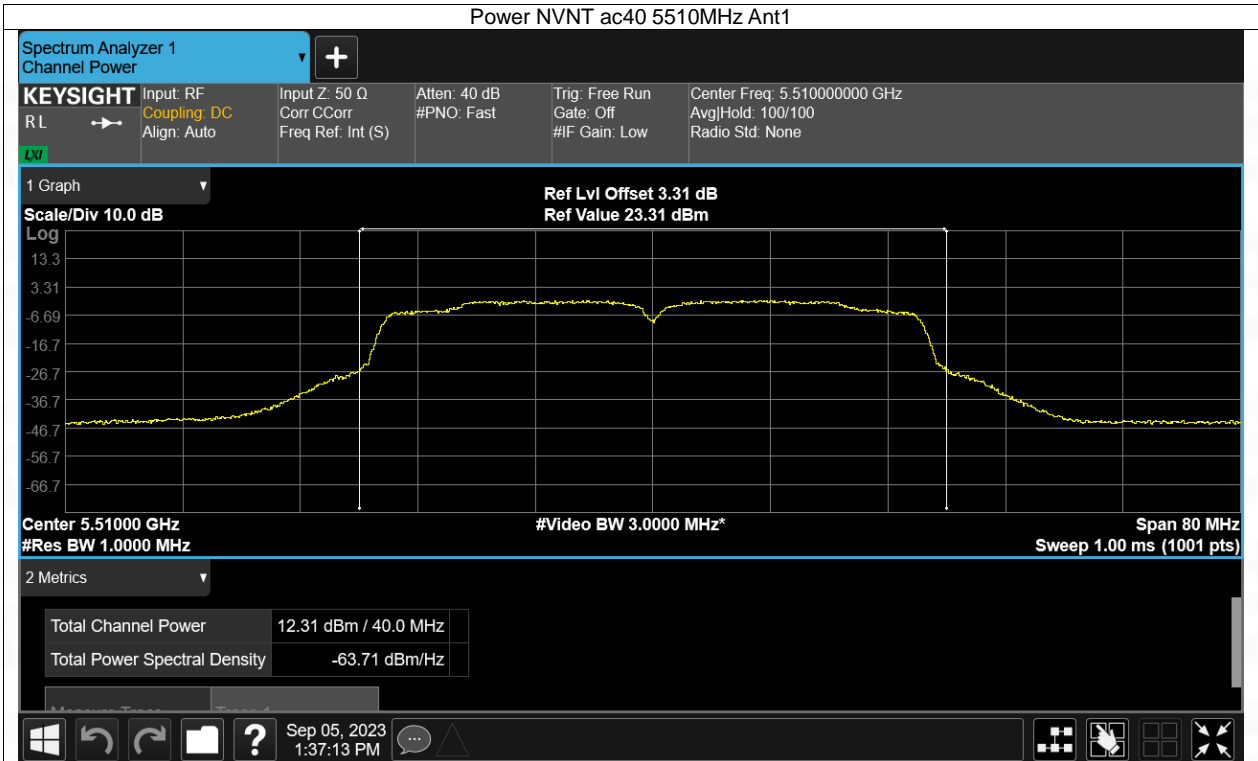 Power NVNT ac40 5510MHz Ant1
Spectrum Analyzer 1
Channel Power
KEYSIGHT
R L
LXI
Input: RF
Coupling: DC
Align: Auto
Input Z: 50 Ω
Corr CCorr
Freq Ref: Int (S)
Atten: 40 dB
#PNO: Fast
Trig: Free Run
Gate: Off
#IF Gain: Low
Center Freq: 5.510000000 GHz
Avg|Hold: 100/100
Radio Std: None
1 Graph
Scale/Div 10.0 dB
Ref Lvl Offset 3.31 dB
Ref Value 23.31 dBm
Log
13.3
3.31
-6.69
-16.7
-26.7
-36.7
-46.7
-56.7
-66.7
Center 5.51000 GHz
#Video BW 3.0000 MHz*
Span 80 MHz
#Res BW 1.0000 MHz
Sweep 1.00 ms (1001 pts)
2 Metrics
Total Channel Power 12.31 dBm / 40.0 MHz
Total Power Spectral Density -63.71 dBm/Hz
Measure Trace Trace 1
Sep 05, 2023
1:37:13 PM